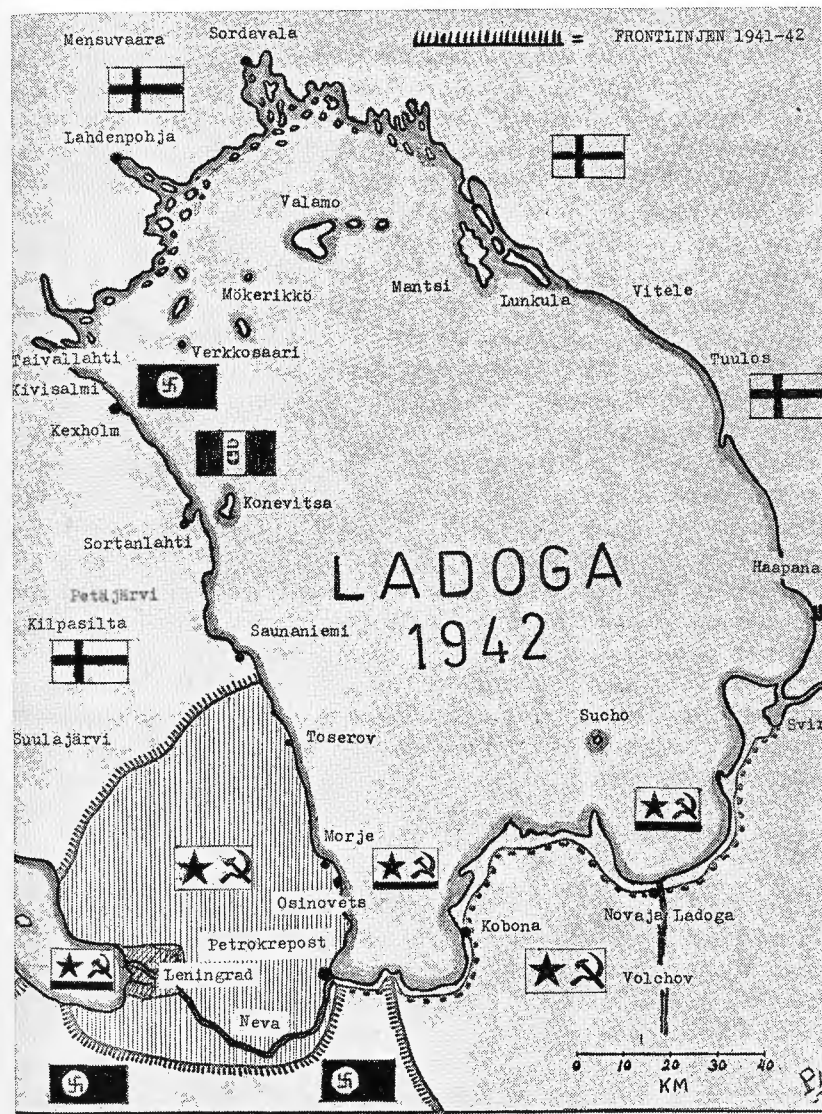 Mensuvaara
Sordavala
= FRONTLINJEN 1941-42
Lahdenpohja
Valamo
Mökerikkö
Mantsi
Lunkula
Vitele
Verkkosaari
Taivallahti
Kivisalmi
Tuulos
Kexholm
Konevitsa
Sortanlahti
LADOGA
1942
Haapana
Petäjärvi
Kilpasilta
Saunaniemi
Sucho
Svir
Suulajärvi
Toserov
Morje
Osinovets
Kobona
Novaja Ladoga
Petrokrepost
Leningrad
Volchov
Neva
0 10 20 30 40
KM